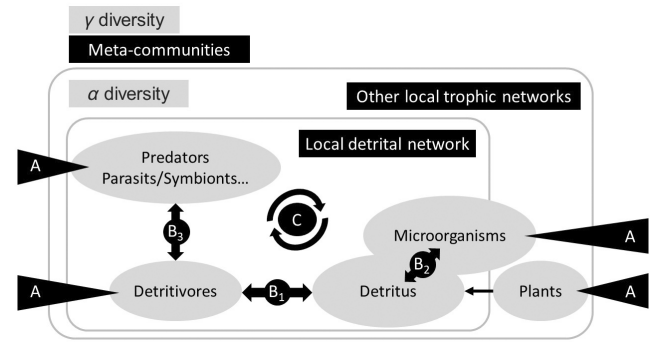 γ diversity
Meta-communities
α diversity
Other local trophic networks
Local detrital network
A
Predators
Parasits/Symbionts...
C
B3
Microorganisms
A
B2
A
Detritivores
B1
Detritus
Plants
A